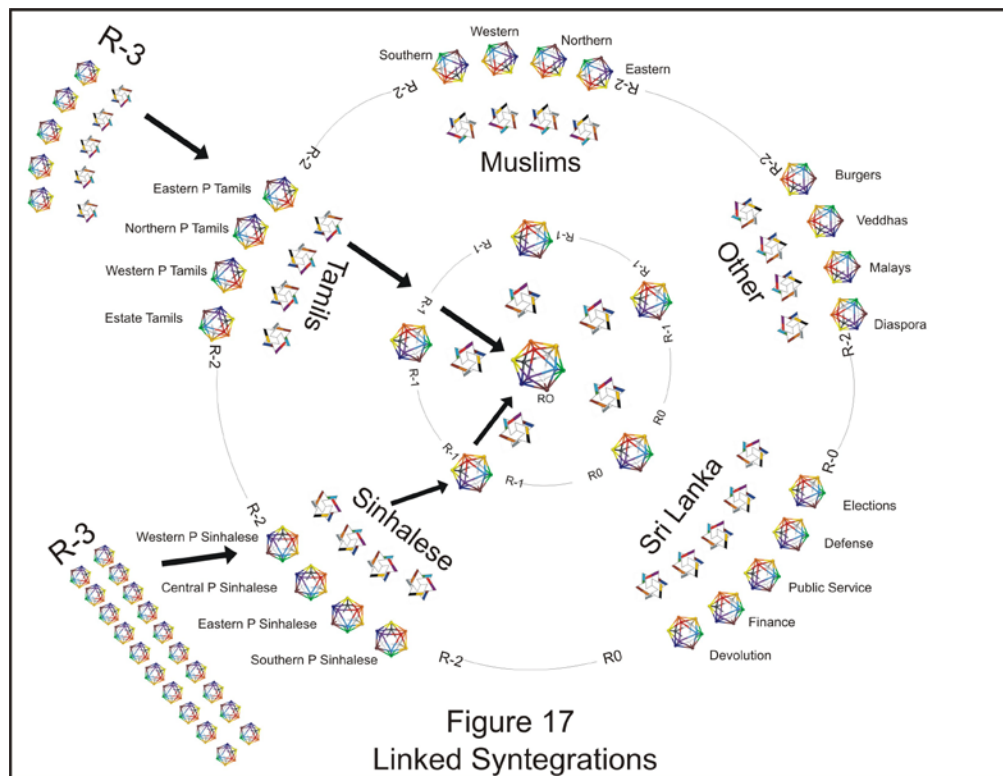 R-3
Southern
Western
Northern
Eastern
R-2
R-2
Muslims
R-2
Eastern P Tamils
Northern P Tamils
Western P Tamils
Estate Tamils
Tamils
R-2
R-2
Burgers
Veddhas
Malays
Diaspora
Other
R-2
R-1
R-1
R-1
R-1
R-1
R-1
RO
R-1
R-1
R0
R0
R-2
Sinhalese
Western P Sinhalese
Central P Sinhalese
Eastern P Sinhalese
Southern P Sinhalese
R-3
R-2
R0
Sri Lanka
R-0
Elections
Defense
Public Service
Finance
Devolution
Figure 17
Linked Syntegrations